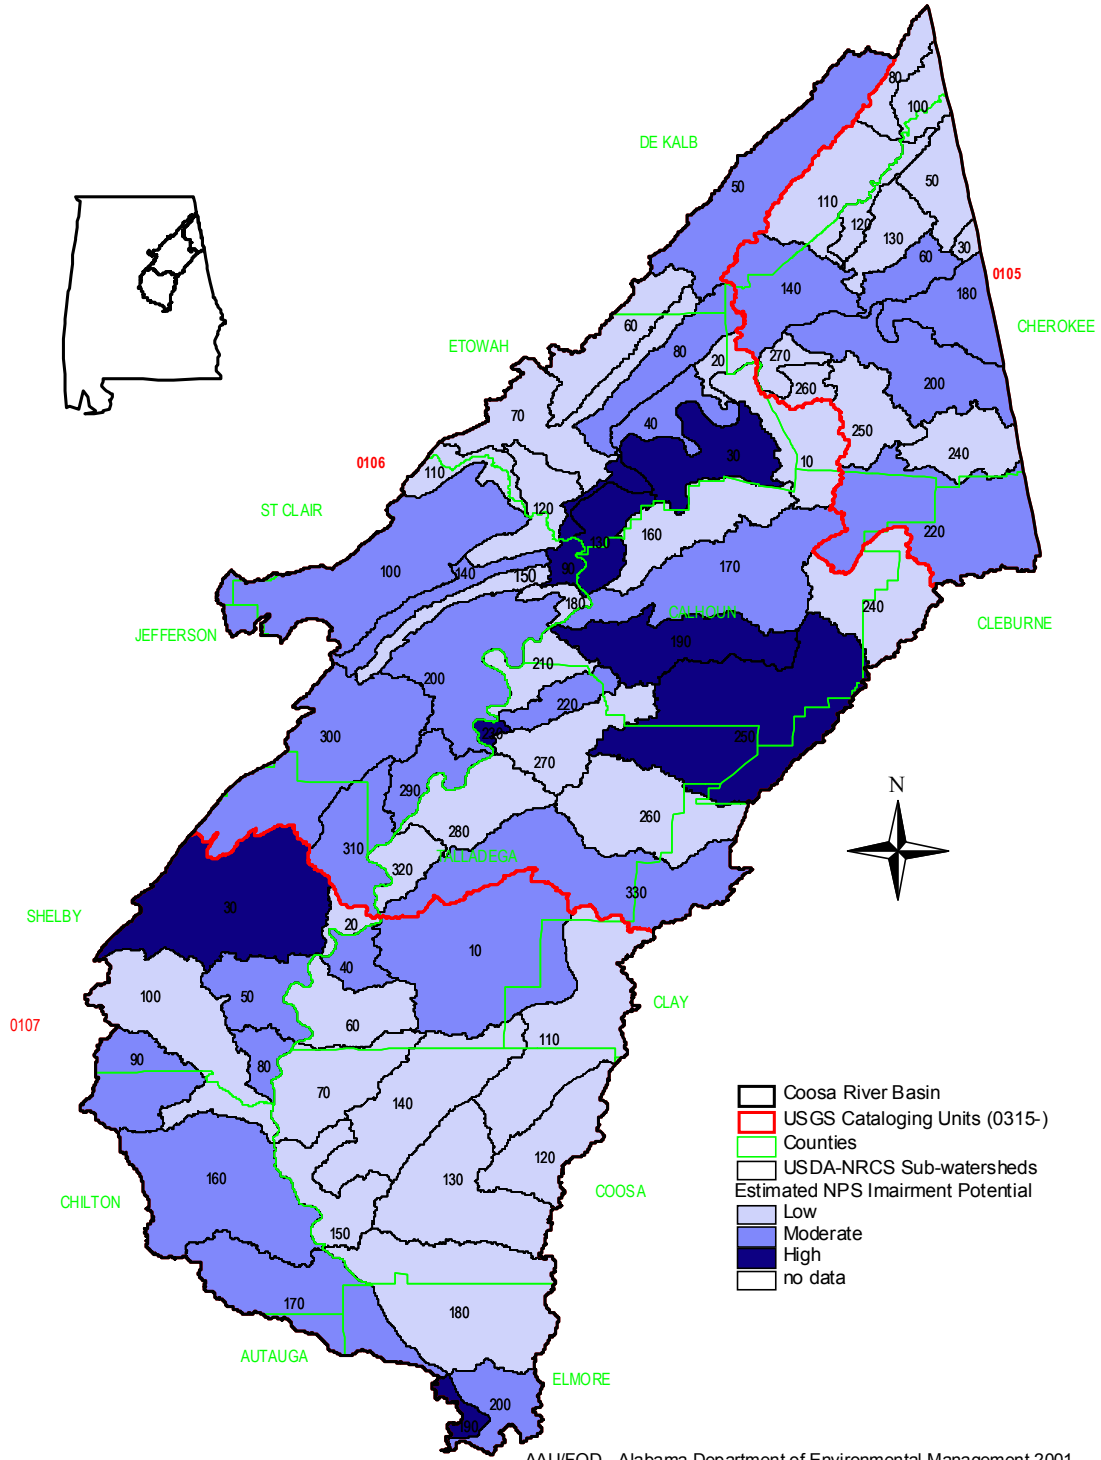 80
100
DE KALB
50
50
110
120
130
30
60
0105
140
180
CHEROKEE
60
ETOWAH
80
20
270
260
200
70
40
250
30
240
0106
110
10
ST CLAIR
120
160
130
220
100
140
150
90
170
180
CALHOUN
240
JEFFERSON
190
CLEBURNE
210
200
220
300
250
270
N
290
280
260
310
TALLADEGA
320
330
SHELBY
30
20
10
40
100
50
CLAY
0107
60
110
90
80
70
140
Coosa River Basin
USGS Cataloging Units (0315-)
Counties
120
USDA-NRCS Sub-watersheds
160
130
COOSA
Estimated NPS Imairment Potential
CHILTON
Low
150
Moderate
High
no data
170
180
AUTAUGA
ELMORE
200